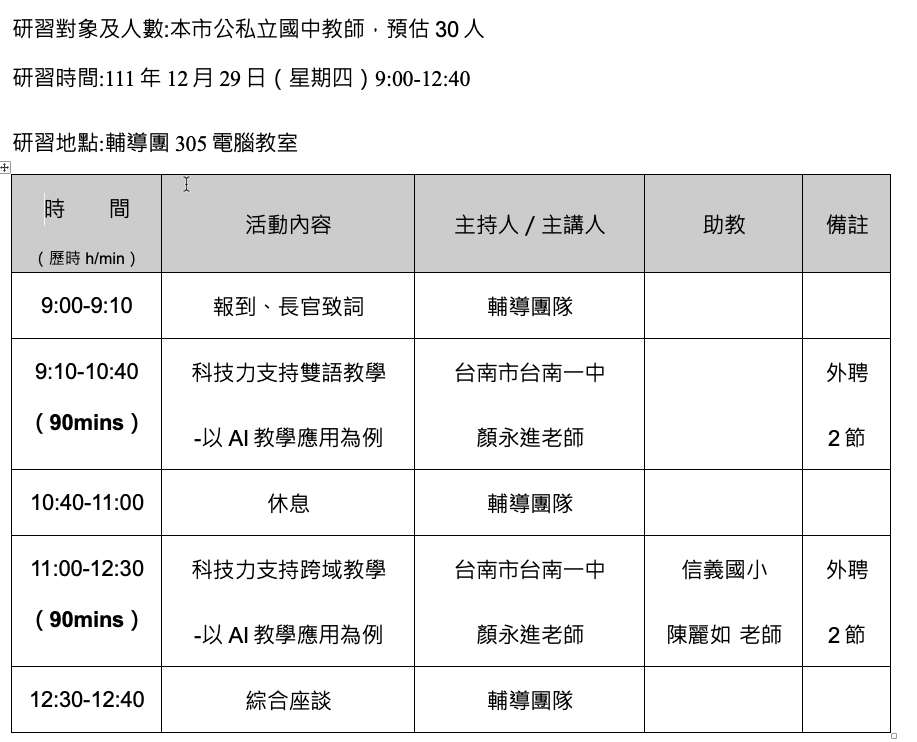 研習對象及人數:本市公私立國中教師，預估 30 人
研習時間:111 年 12 月 29 日（星期四）9:00-12:40
研習地點:輔導團 305 電腦教室
時 間
（歷時 h/min）
活動內容
主持人 / 主講人
助教
備註
9:00-9:10
報到、長官致詞
輔導團隊
9:10-10:40
（90mins）
科技力支持雙語教學
-以 AI 教學應用為例
台南市台南一中
顏永進老師
外聘
2 節
10:40-11:00
休息
輔導團隊
11:00-12:30
（90mins）
科技力支持跨域教學
-以 AI 教學應用為例
台南市台南一中
顏永進老師
信義國小
陳麗如 老師
外聘
2 節
12:30-12:40
綜合座談
輔導團隊